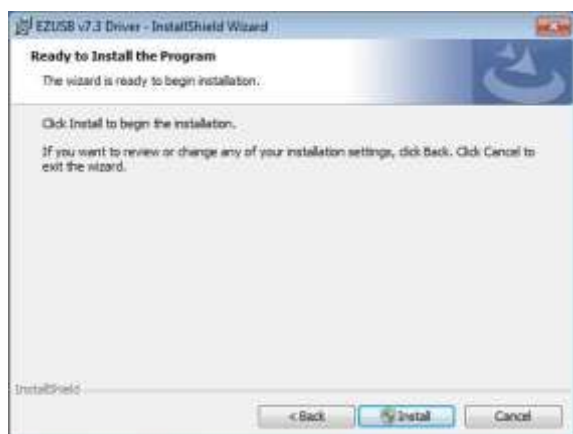 EZUSB v7.3 Driver - InstallShield Wizard
Ready to Install the Program
The wizard is ready to begin installation.
Click Install to begin the installation.
If you want to review or change any of your installation settings, click Back. Click Cancel to
exit the wizard.
InstallShield
< Back
Install
Cancel